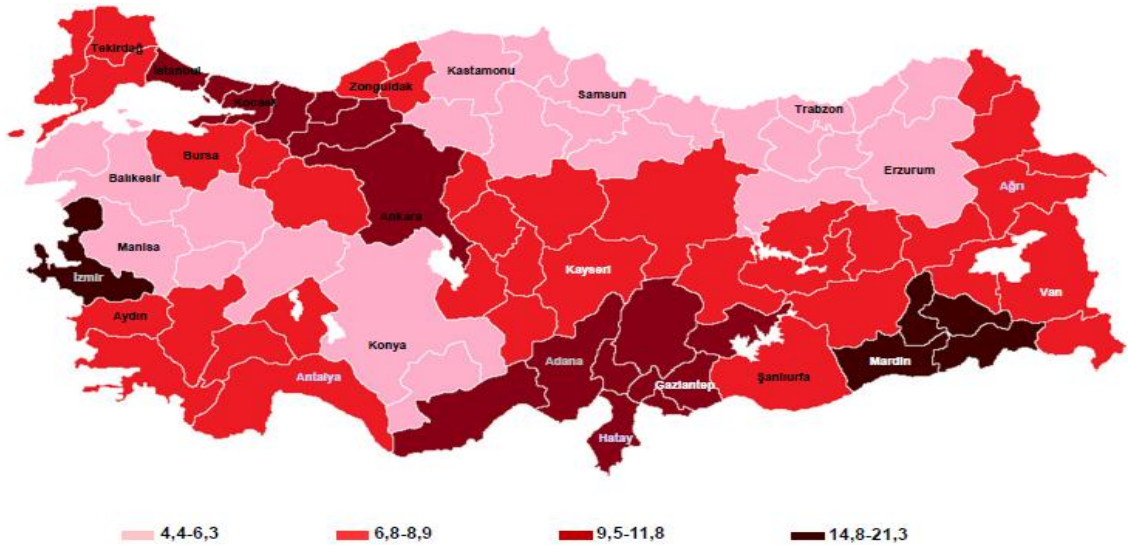 Tekirdağ
İstanbul
Kocaeli
Zonguldak
Kastamonu
Samsun
Trabzon
Erzurum
Ağrı
Bursa
Balıkesir
Ankara
Manisa
İzmir
Kayseri
Van
Aydın
Konya
Adana
Mardin
Antalya
Gaziantep
Şanlıurfa
Hatay
4,4-6,3
6,8-8,9
9,5-11,8
14,8-21,3